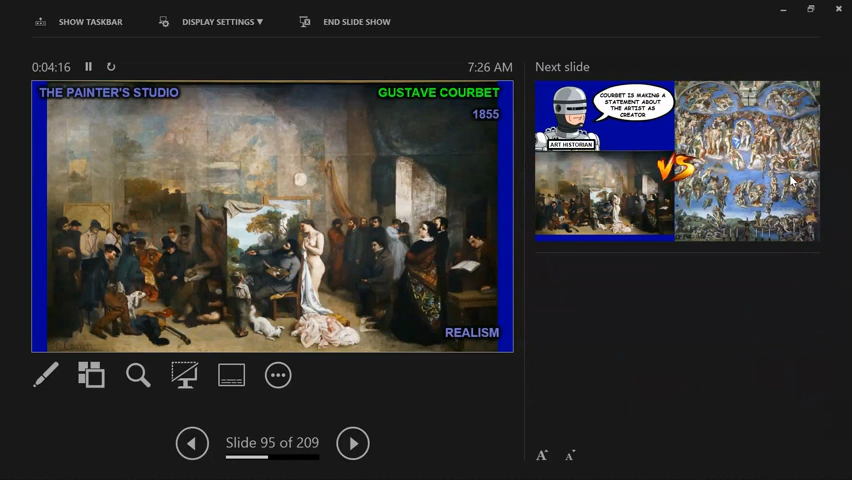 SHOW TASKBAR
DISPLAY SETTINGS ▼
END SLIDE SHOW
0:04:16
7:26 AM
THE PAINTER'S STUDIO
GUSTAVE COURBET
1855
REALISM
Slide 95 of 209
Next slide
COURBET IS MAKING A
STATEMENT ABOUT
THE ARTIST AS
CREATOR
ART HISTORIAN
VS
A
A